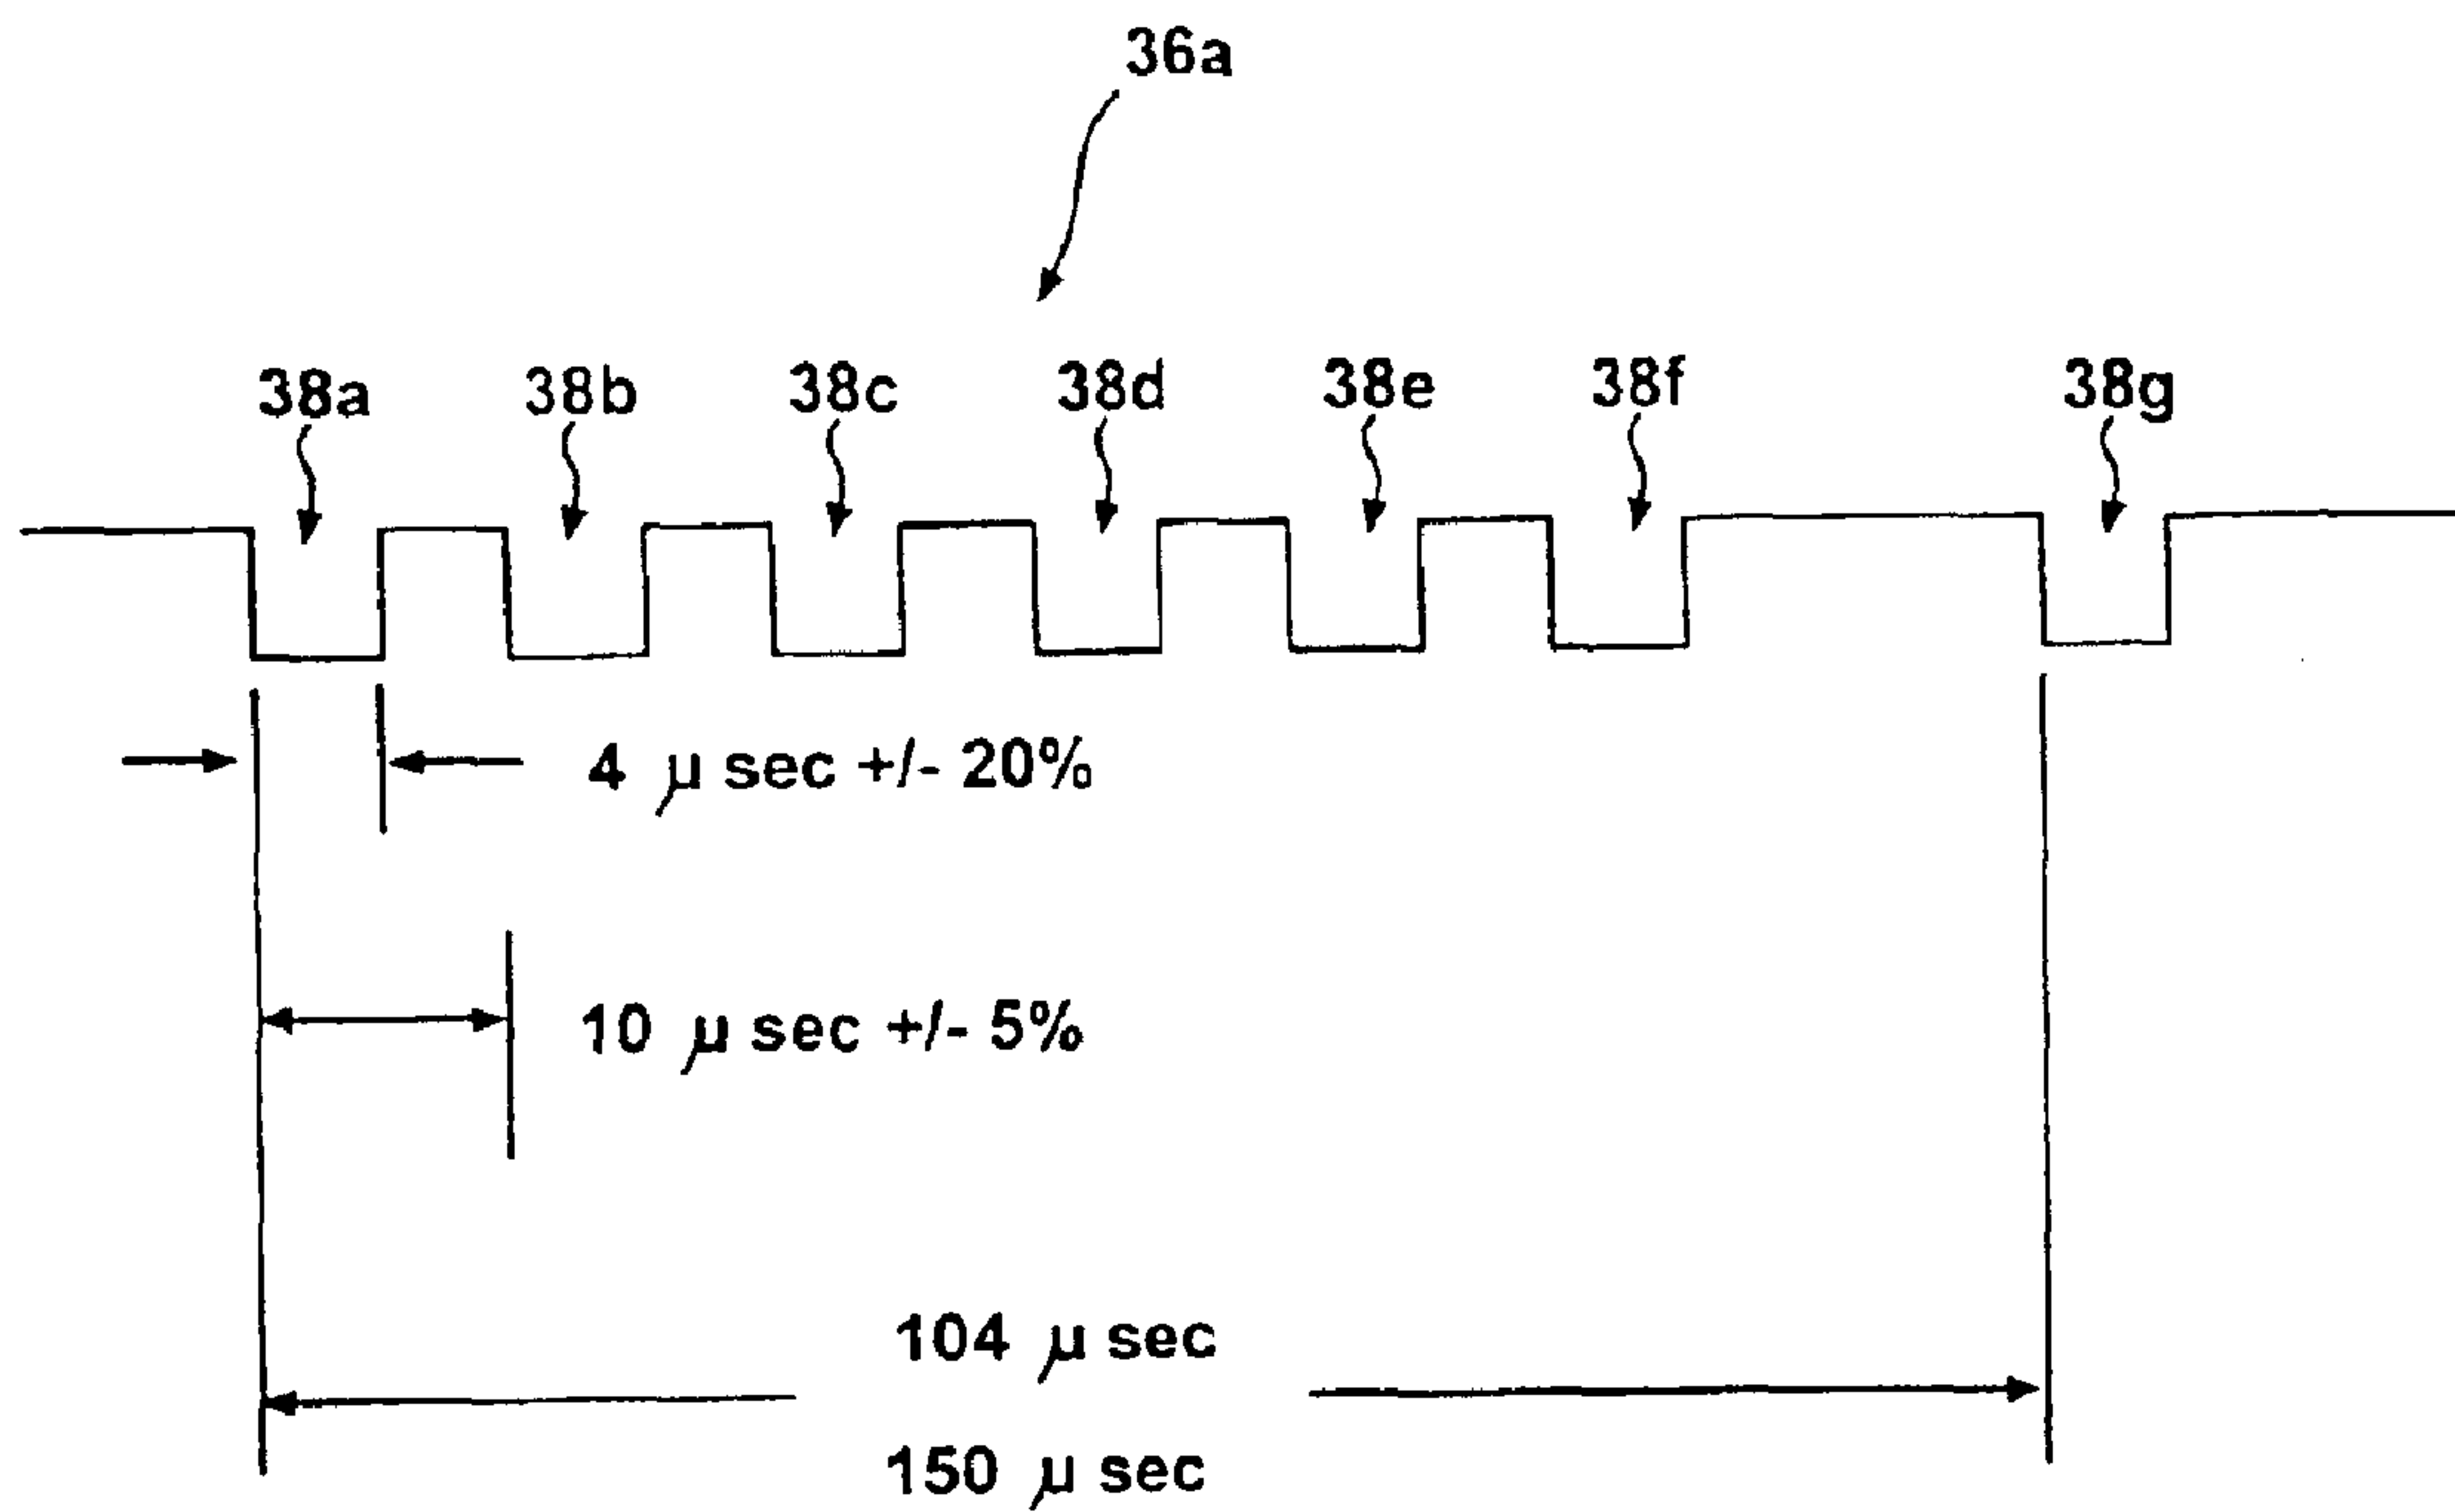 36a
38a 38b 38c 38d 38e 38f 38g
4 μ sec +/- 20%
10 μ sec +/- 5%
104 μ sec
150 μ sec